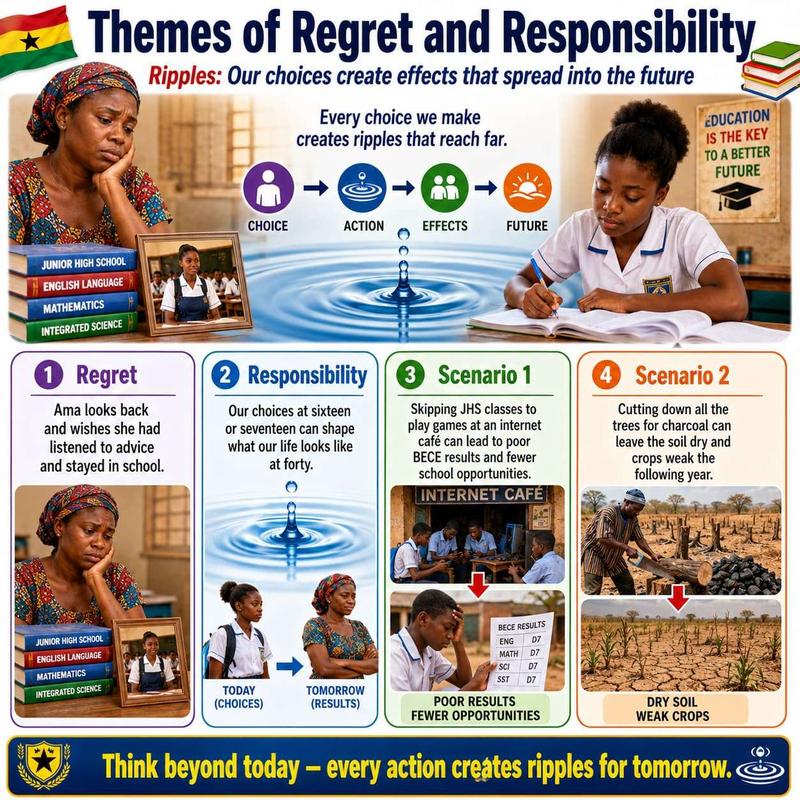 Themes of Regret and Responsibility
Ripples: Our choices create effects that spread into the future
Every choice we make
creates ripples that reach far.
CHOICE
ACTION
EFFECTS
FUTURE
EDUCATION
IS THE KEY
TO A BETTER
FUTURE
JUNIOR HIGH SCHOOL
ENGLISH LANGUAGE
MATHEMATICS
INTEGRATED SCIENCE
1 Regret
Ama looks back
and wishes she had
listened to advice
and stayed in school.
JUNIOR HIGH SCHOOL
ENGLISH LANGUAGE
MATHEMATICS
INTEGRATED SCIENCE
2 Responsibility
Our choices at sixteen
or seventeen can shape
what our life looks like
at forty.
TODAY
(CHOICES)
TOMORROW
(RESULTS)
3 Scenario 1
Skipping JHS classes to
play games at an internet
café can lead to poor
BECE results and fewer
school opportunities.
INTERNET CAFÉ
BECE RESULTS
ENG D7
MATH D7
SCI D7
SST D7
POOR RESULTS
FEWER OPPORTUNITIES
4 Scenario 2
Cutting down all the
trees for charcoal can
leave the soil dry and
crops weak the
following year.
DRY SOIL
WEAK CROPS
Think beyond today – every action creates ripples for tomorrow.